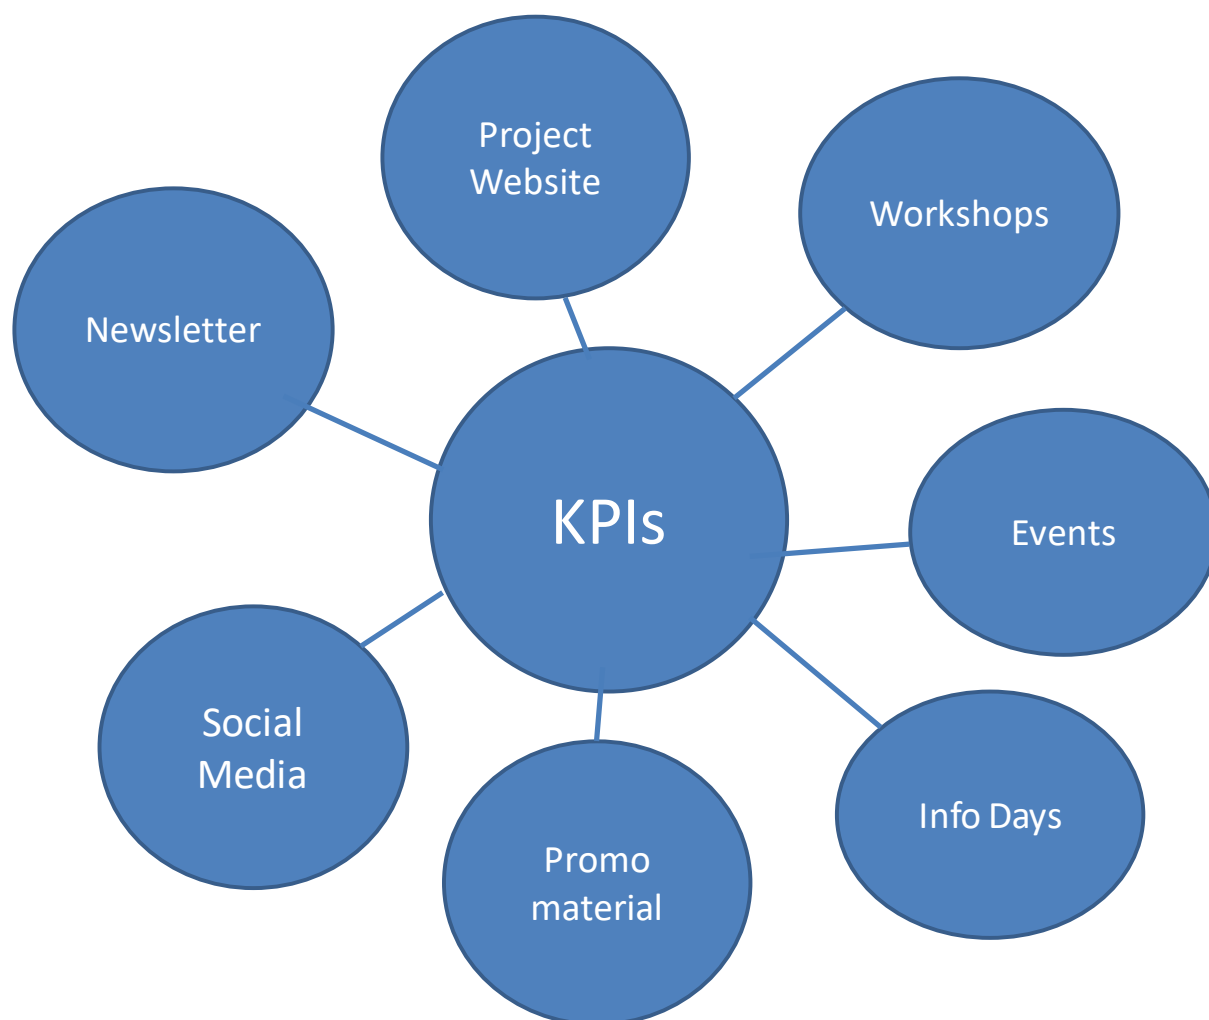 Project
Website
Workshops
Newsletter
KPIs
Events
Social
Media
Info Days
Promo
material